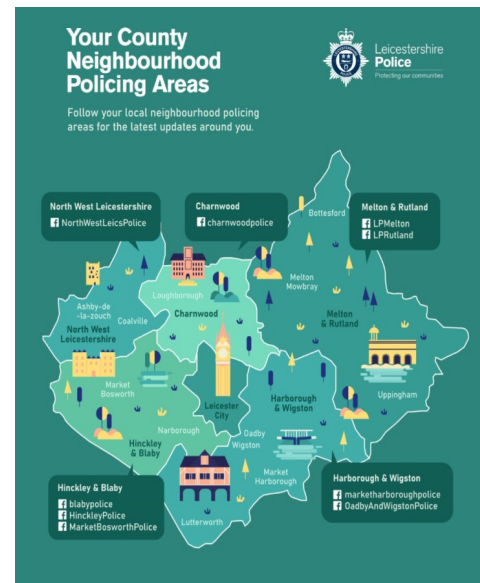 Your County
Neighbourhood
Policing Areas
Leicestershire
Police
Protecting our communities
Follow your local neighbourhood policing
areas for the latest updates around you.
North West Leicestershire
NorthWestLeicsPolice
Charnwood
charnwoodpolice
Melton & Rutland
LPMelton
LPRutland
Bottesford
Melton
Mowbray
Loughborough
Charnwood
Ashby-de
-la-zouch
Coalville
North West
Leicestershire
Melton
& Rutland
Uppingham
Market
Bosworth
Leicester
City
Harborough
& Wigston
Narborough
Hinckley
& Blaby
Oadby
Wigston
Market
Harborough
Lutterworth
Hinckley & Blaby
blabypolice
HinckleyPolice
MarketBosworthPolice
Harborough & Wigston
marketharboroughpolice
OadbyAndWigstonPolice